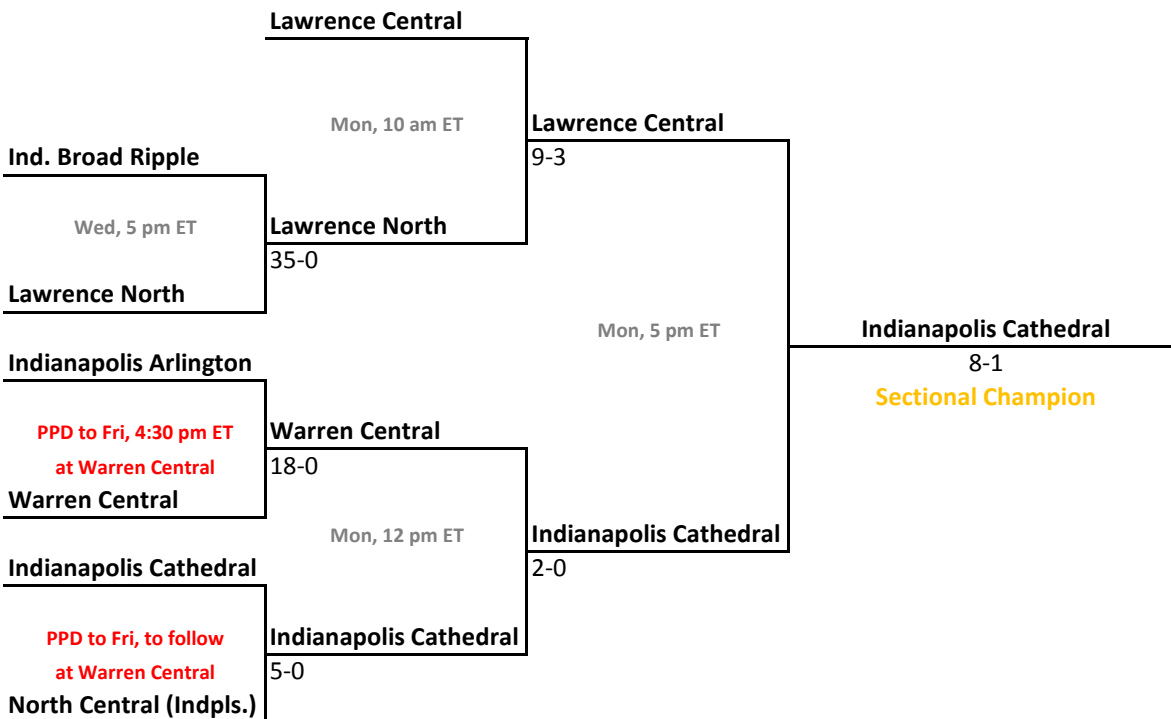 Lawrence Central
Mon, 10 am ET
Lawrence Central
9-3
Ind. Broad Ripple
Wed, 5 pm ET
Lawrence North
35-0
Lawrence North
Mon, 5 pm ET
Indianapolis Cathedral
8-1
Sectional Champion
Indianapolis Arlington
PPD to Fri, 4:30 pm ET
at Warren Central
Warren Central
18-0
Warren Central
Mon, 12 pm ET
Indianapolis Cathedral
2-0
Indianapolis Cathedral
PPD to Fri, to follow
at Warren Central
Indianapolis Cathedral
5-0
North Central (Indpls.)